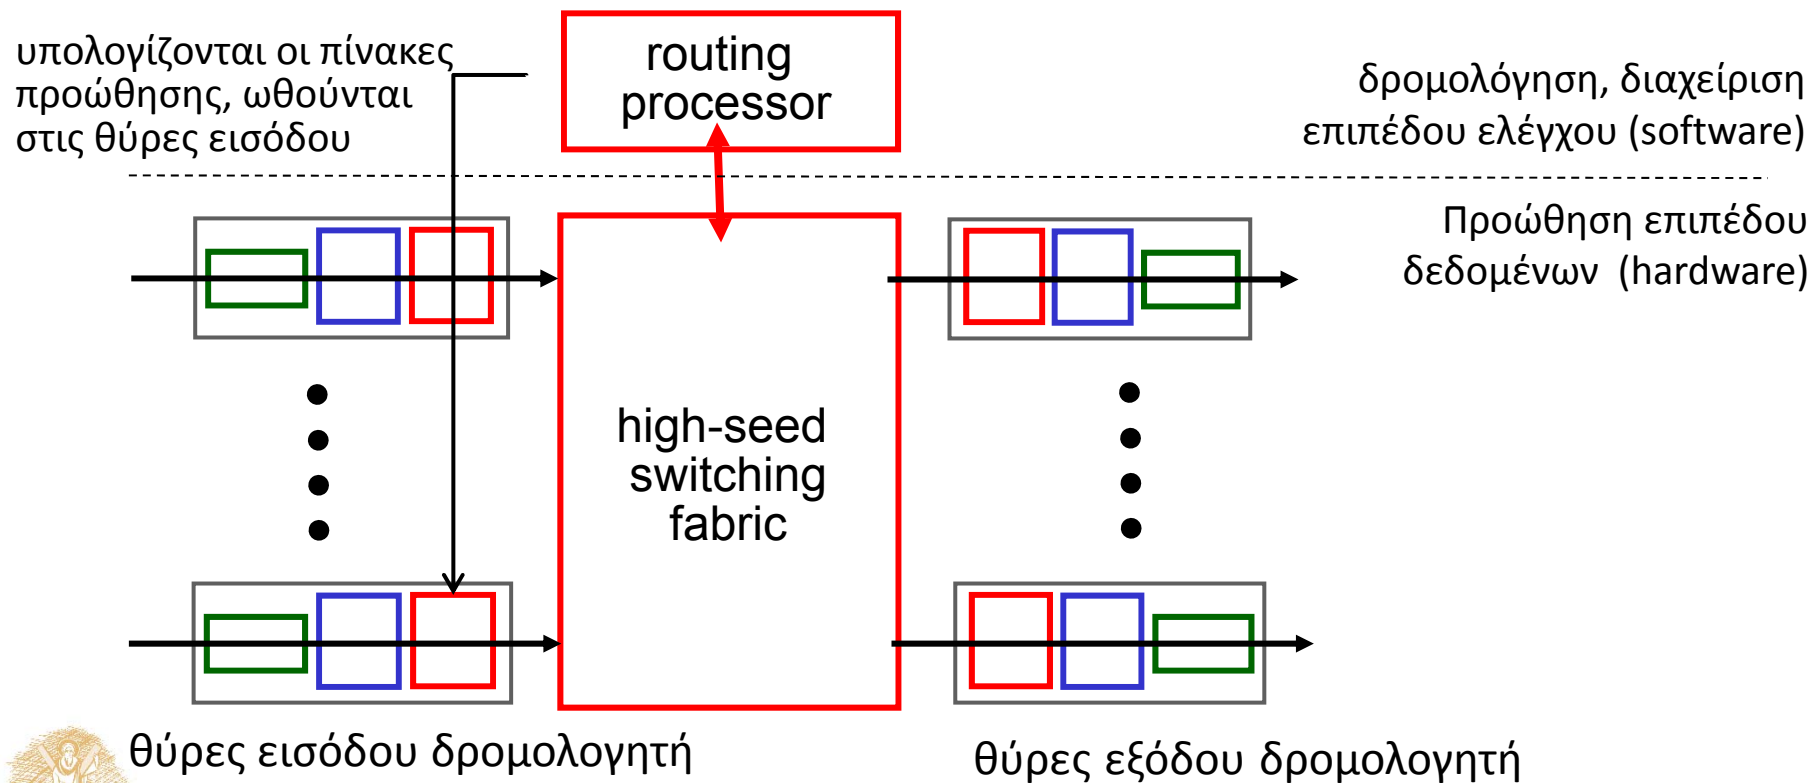 υπολογίζονται οι πίνακες
προώθησης, ωθούνται
στις θύρες εισόδου
routing
processor
δρομολόγηση, διαχείριση
επιπέδου ελέγχου (software)
Προώθηση επιπέδου
δεδομένων (hardware)
high-seed
switching
fabric
θύρες εισόδου δρομολογητή
θύρες εξόδου δρομολογητή